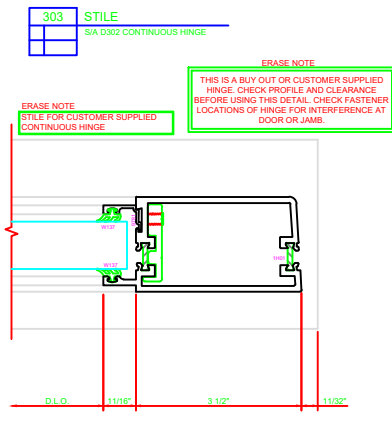 303 STILE
S/A D302 CONTINUOUS HINGE
ERASE NOTE
THIS IS A BUY OUT OR CUSTOMER SUPPLIED
HINGE. CHECK PROFILE AND CLEARANCE
BEFORE USING THIS DETAIL. CHECK FASTENER
LOCATIONS OF HINGE FOR INTERFERENCE AT
DOOR OR JAMB.
ERASE NOTE
STILE FOR CUSTOMER SUPPLIED
CONTINUOUS HINGE
W137
W137
D.L.O. 11/16" 3 1/2" 11/32"